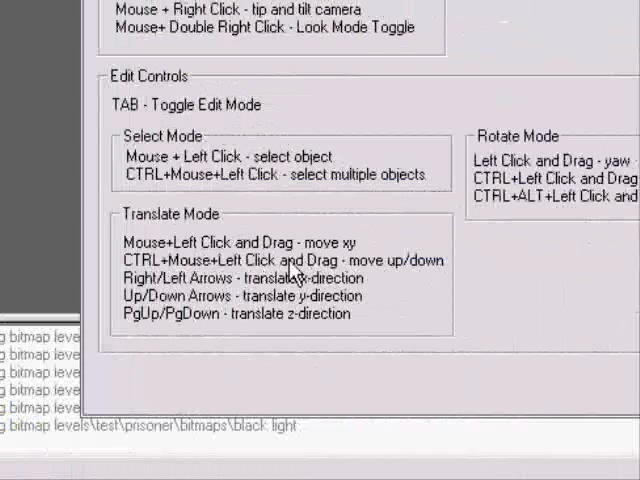 Mouse + Right Click - tip and tilt camera
Mouse+ Double Right Click - Look Mode Toggle
Edit Controls
TAB - Toggle Edit Mode
Select Mode
Mouse + Left Click - select object
CTRL+Mouse+Left Click - select multiple objects
Rotate Mode
Left Click and Drag - yaw
CTRL+Left Click and Drag
CTRL+ALT+Left Click and
Translate Mode
Mouse+Left Click and Drag - move xy
CTRL+Mouse+Left Click and Drag - move up/down
Right/Left Arrows - translate x-direction
Up/Down Arrows - translate y-direction
PgUp/PgDown - translate z-direction
g bitmap leve
g bitmap leve
g bitmap leve
g bitmap leve
g bitmap leve
g bitmap levels\test\prisoner\bitmaps\black light